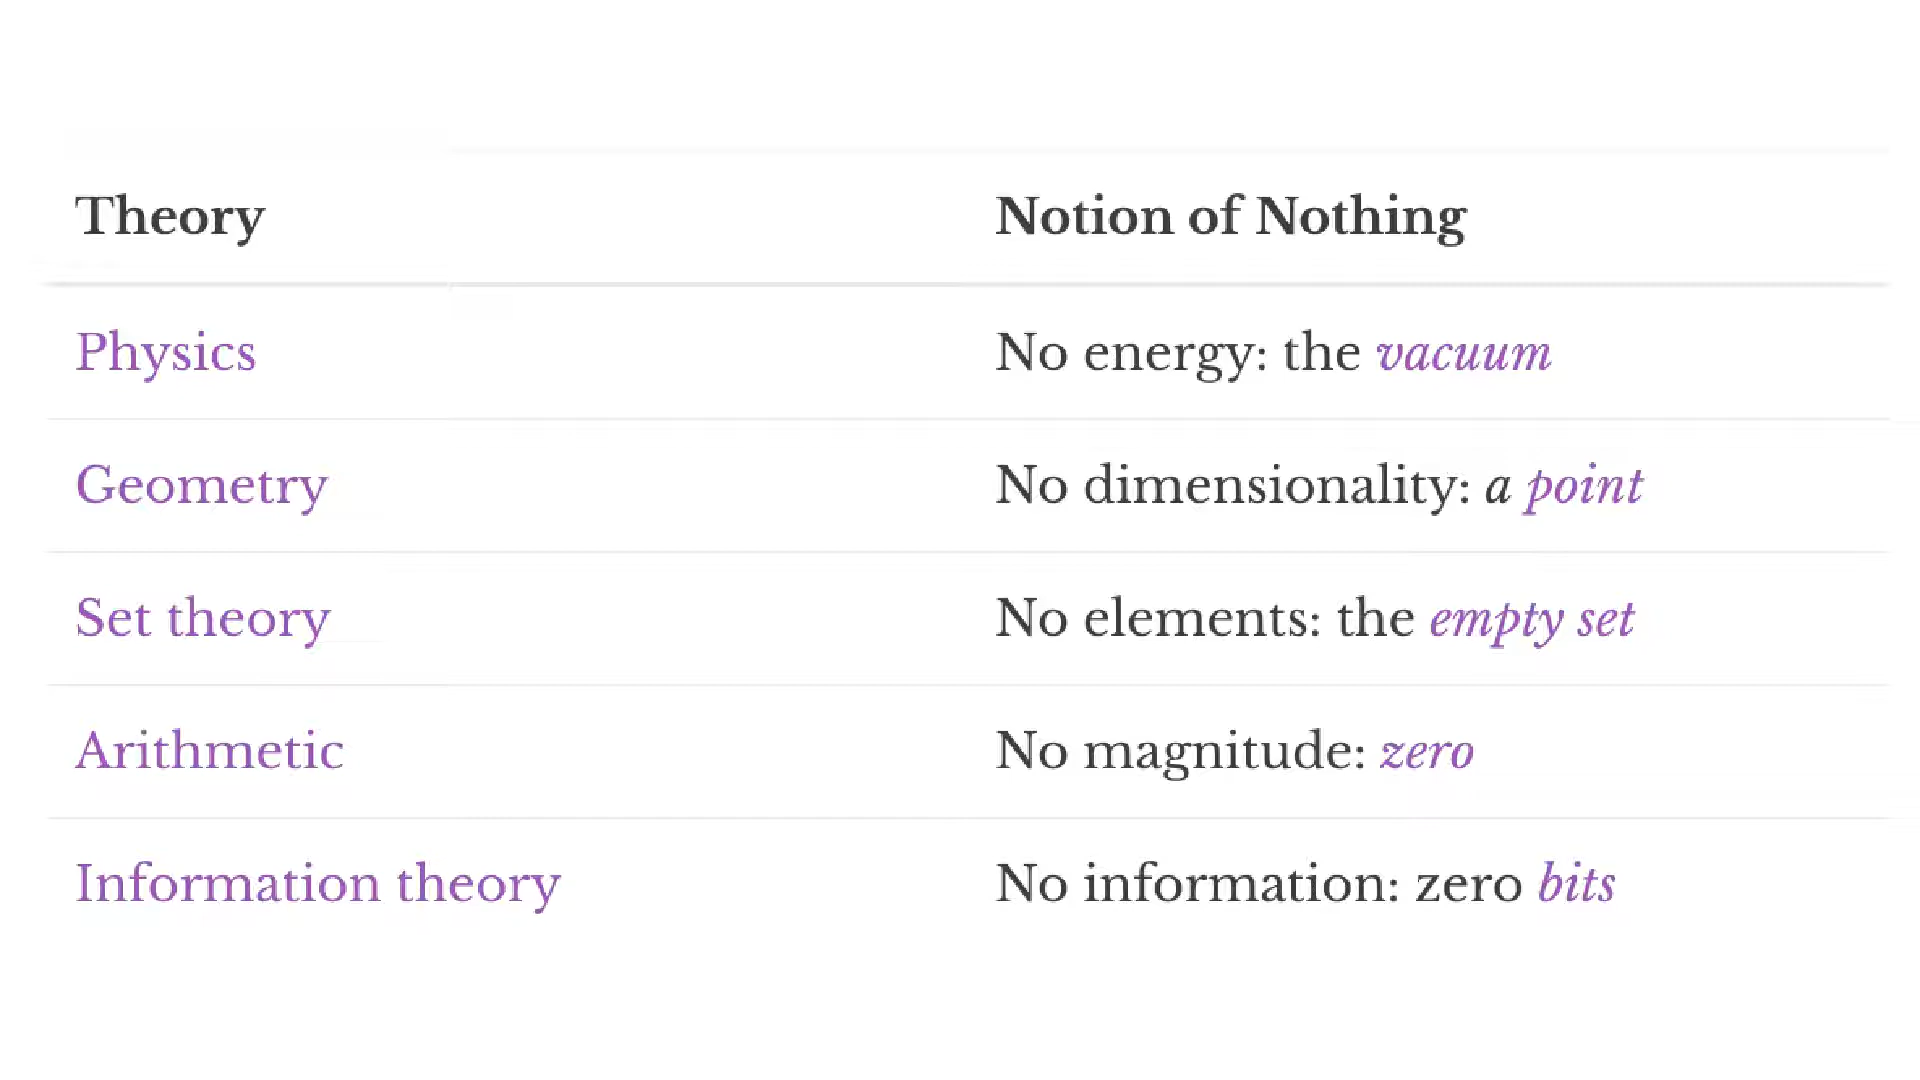 Theory Notion of Nothing
Physics No energy: the vacuum
Geometry No dimensionality: a point
Set theory No elements: the empty set
Arithmetic No magnitude: zero
Information theory No information: zero bits